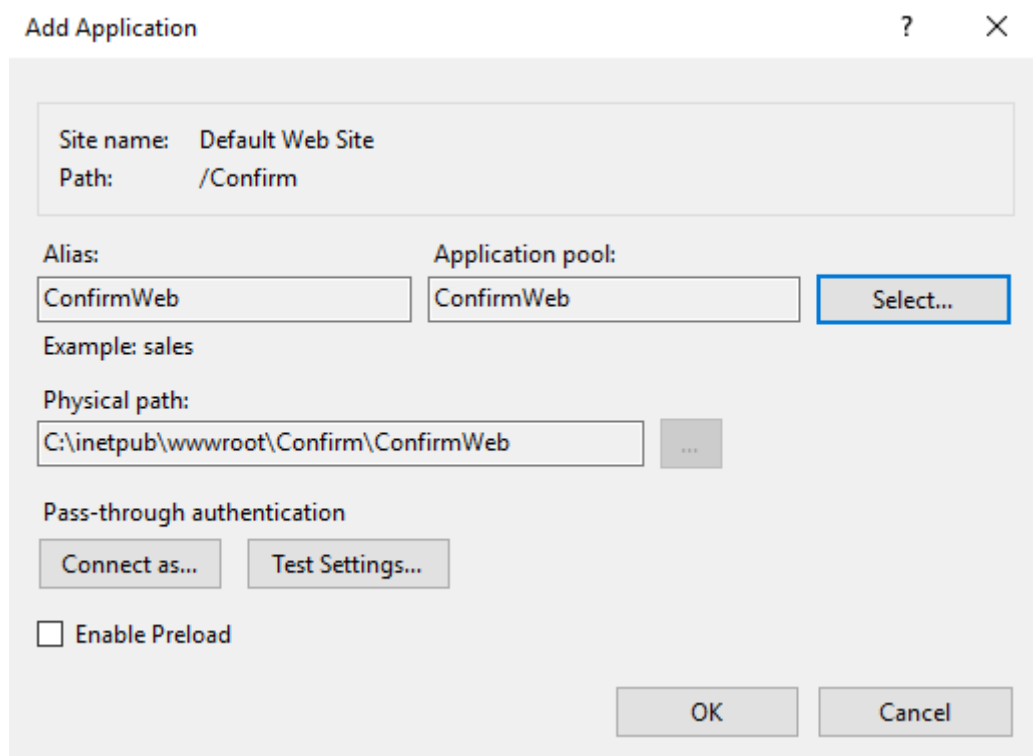 Add Application
?
Site name: Default Web Site
Path: /Confirm
Alias: Application pool:
ConfirmWeb ConfirmWeb Select...
Example: sales
Physical path:
C:\inetpub\wwwroot\Confirm\ConfirmWeb ...
Pass-through authentication
Connect as... Test Settings...
Enable Preload
OK Cancel